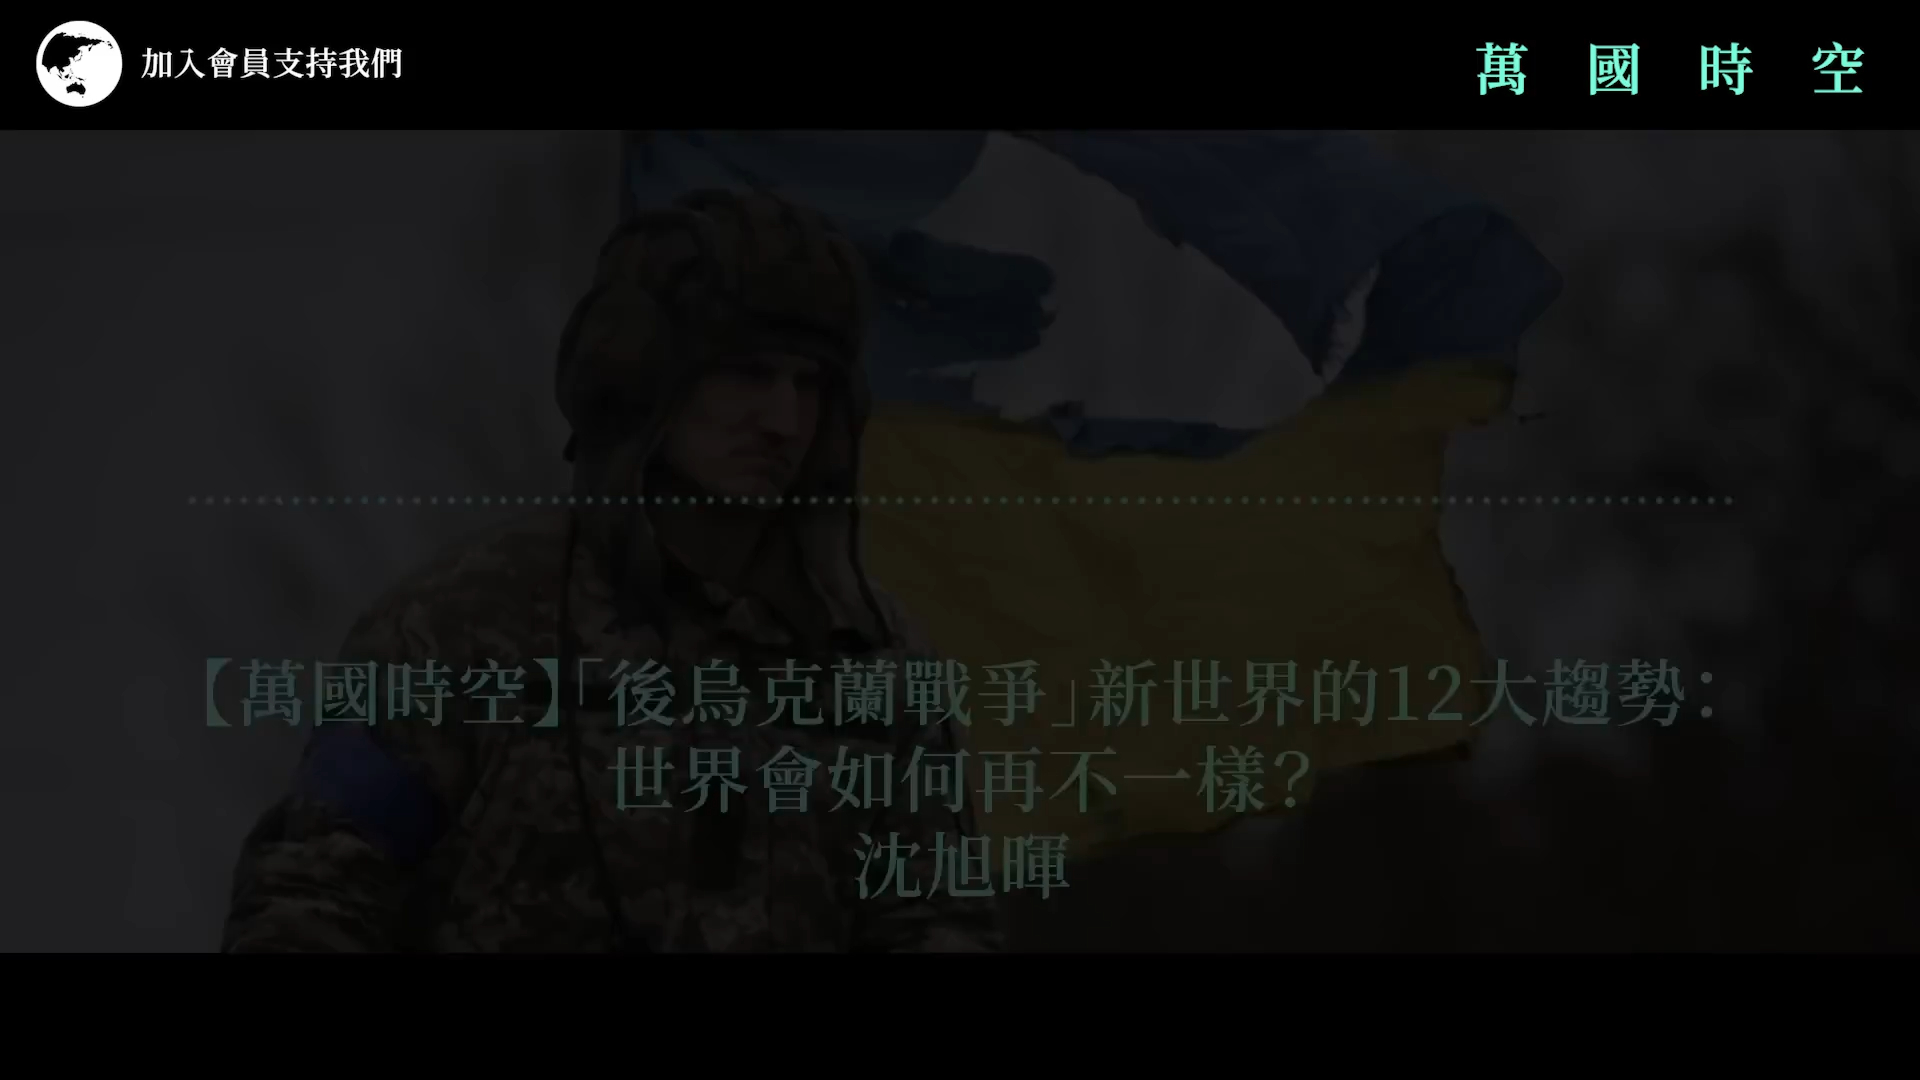 加入會員支持我們
萬國時空
【萬國時空】「後烏克蘭戰爭」新世界的12大趨勢：
世界會如何再不一樣？
沈旭暉